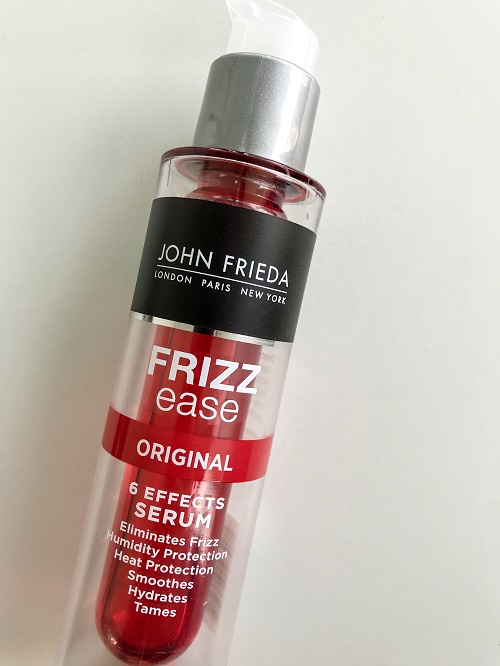 JOHN FRIEDA
LONDON PARIS NEW YORK
FRIZZ
ease
ORIGINAL
6 EFFECTS
SERUM
Eliminates Frizz
Humidity Protection
Heat Protection
Smoothes
Hydrates
Tames